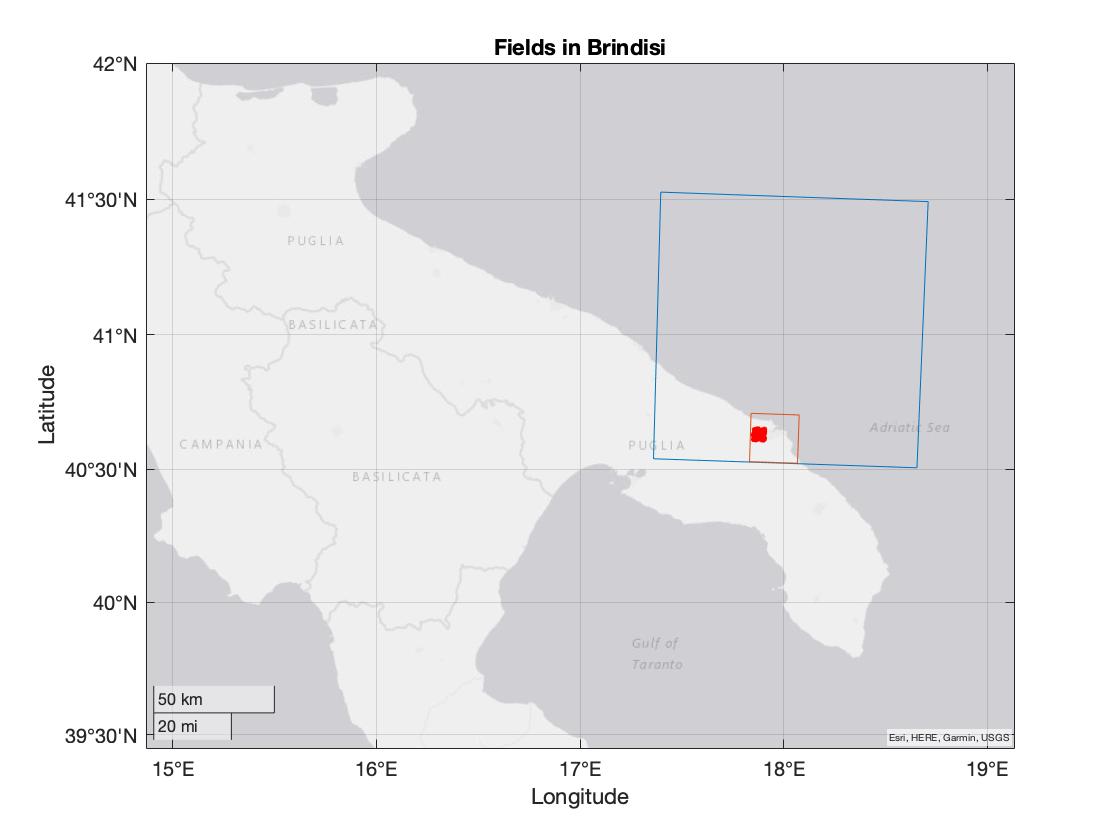 Fields in Brindisi
42°N
41°30'N
41°N
40°30'N
40°N
39°30'N
Latitude
PUGLIA
BASILICATA
CAMPANIA
BASILICATA
PUGLIA
Adriatic Sea
Gulf of
Taranto
50 km
20 mi
Esri, HERE, Garmin, USGS
15°E
16°E
17°E
18°E
19°E
Longitude